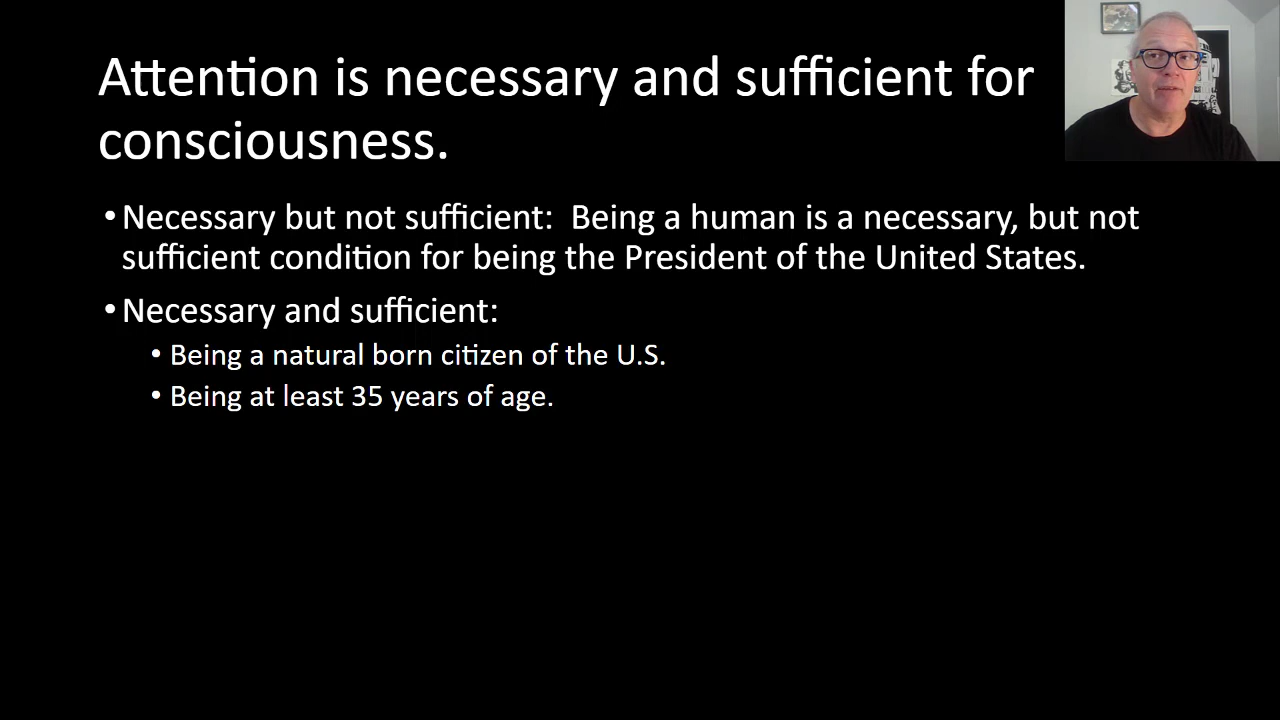 Attention is necessary and sufficient for
consciousness.
• Necessary but not sufficient:  Being a human is a necessary, but not
sufficient condition for being the President of the United States.
• Necessary and sufficient:
• Being a natural born citizen of the U.S.
• Being at least 35 years of age.